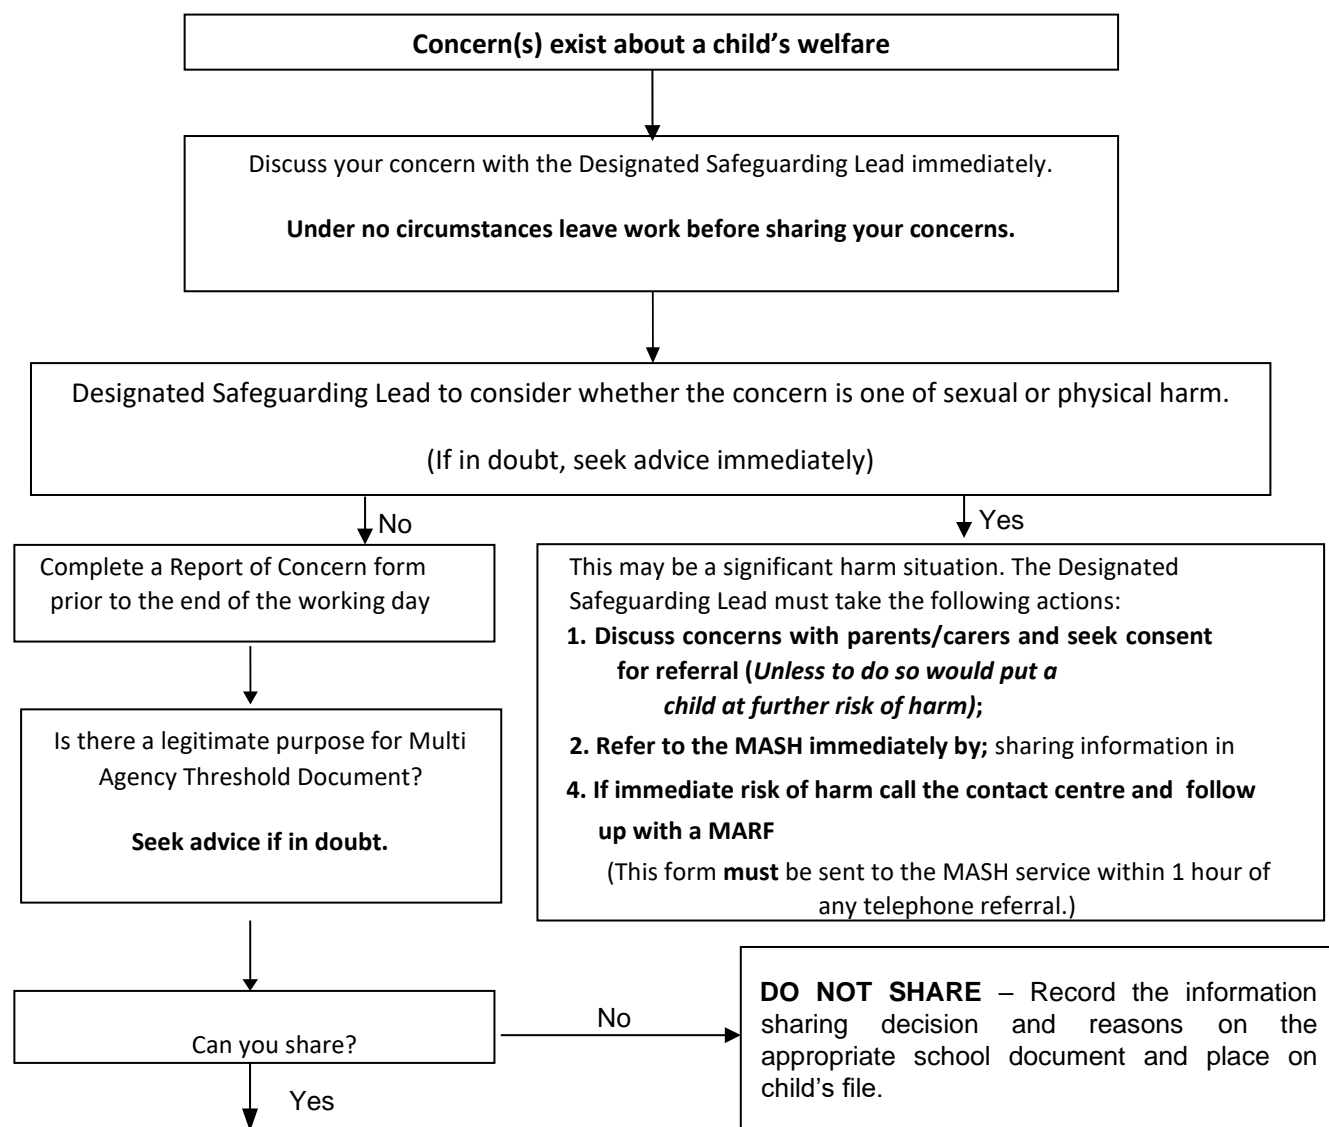 Concern(s) exist about a child’s welfare
Discuss your concern with the Designated Safeguarding Lead immediately.
Under no circumstances leave work before sharing your concerns.
Designated Safeguarding Lead to consider whether the concern is one of sexual or physical harm.
(If in doubt, seek advice immediately)
No
Yes
Complete a Report of Concern form
prior to the end of the working day
Is there a legitimate purpose for Multi
Agency Threshold Document?
Seek advice if in doubt.
This may be a significant harm situation. The Designated
Safeguarding Lead must take the following actions:
1. Discuss concerns with parents/carers and seek consent
for referral (Unless to do so would put a
child at further risk of harm);
2. Refer to the MASH immediately by; sharing information in
4. If immediate risk of harm call the contact centre and follow
up with a MARF
(This form must be sent to the MASH service within 1 hour of
any telephone referral.)
Can you share?
No
DO NOT SHARE – Record the information
sharing decision and reasons on the
appropriate school document and place on
child’s file.
Yes